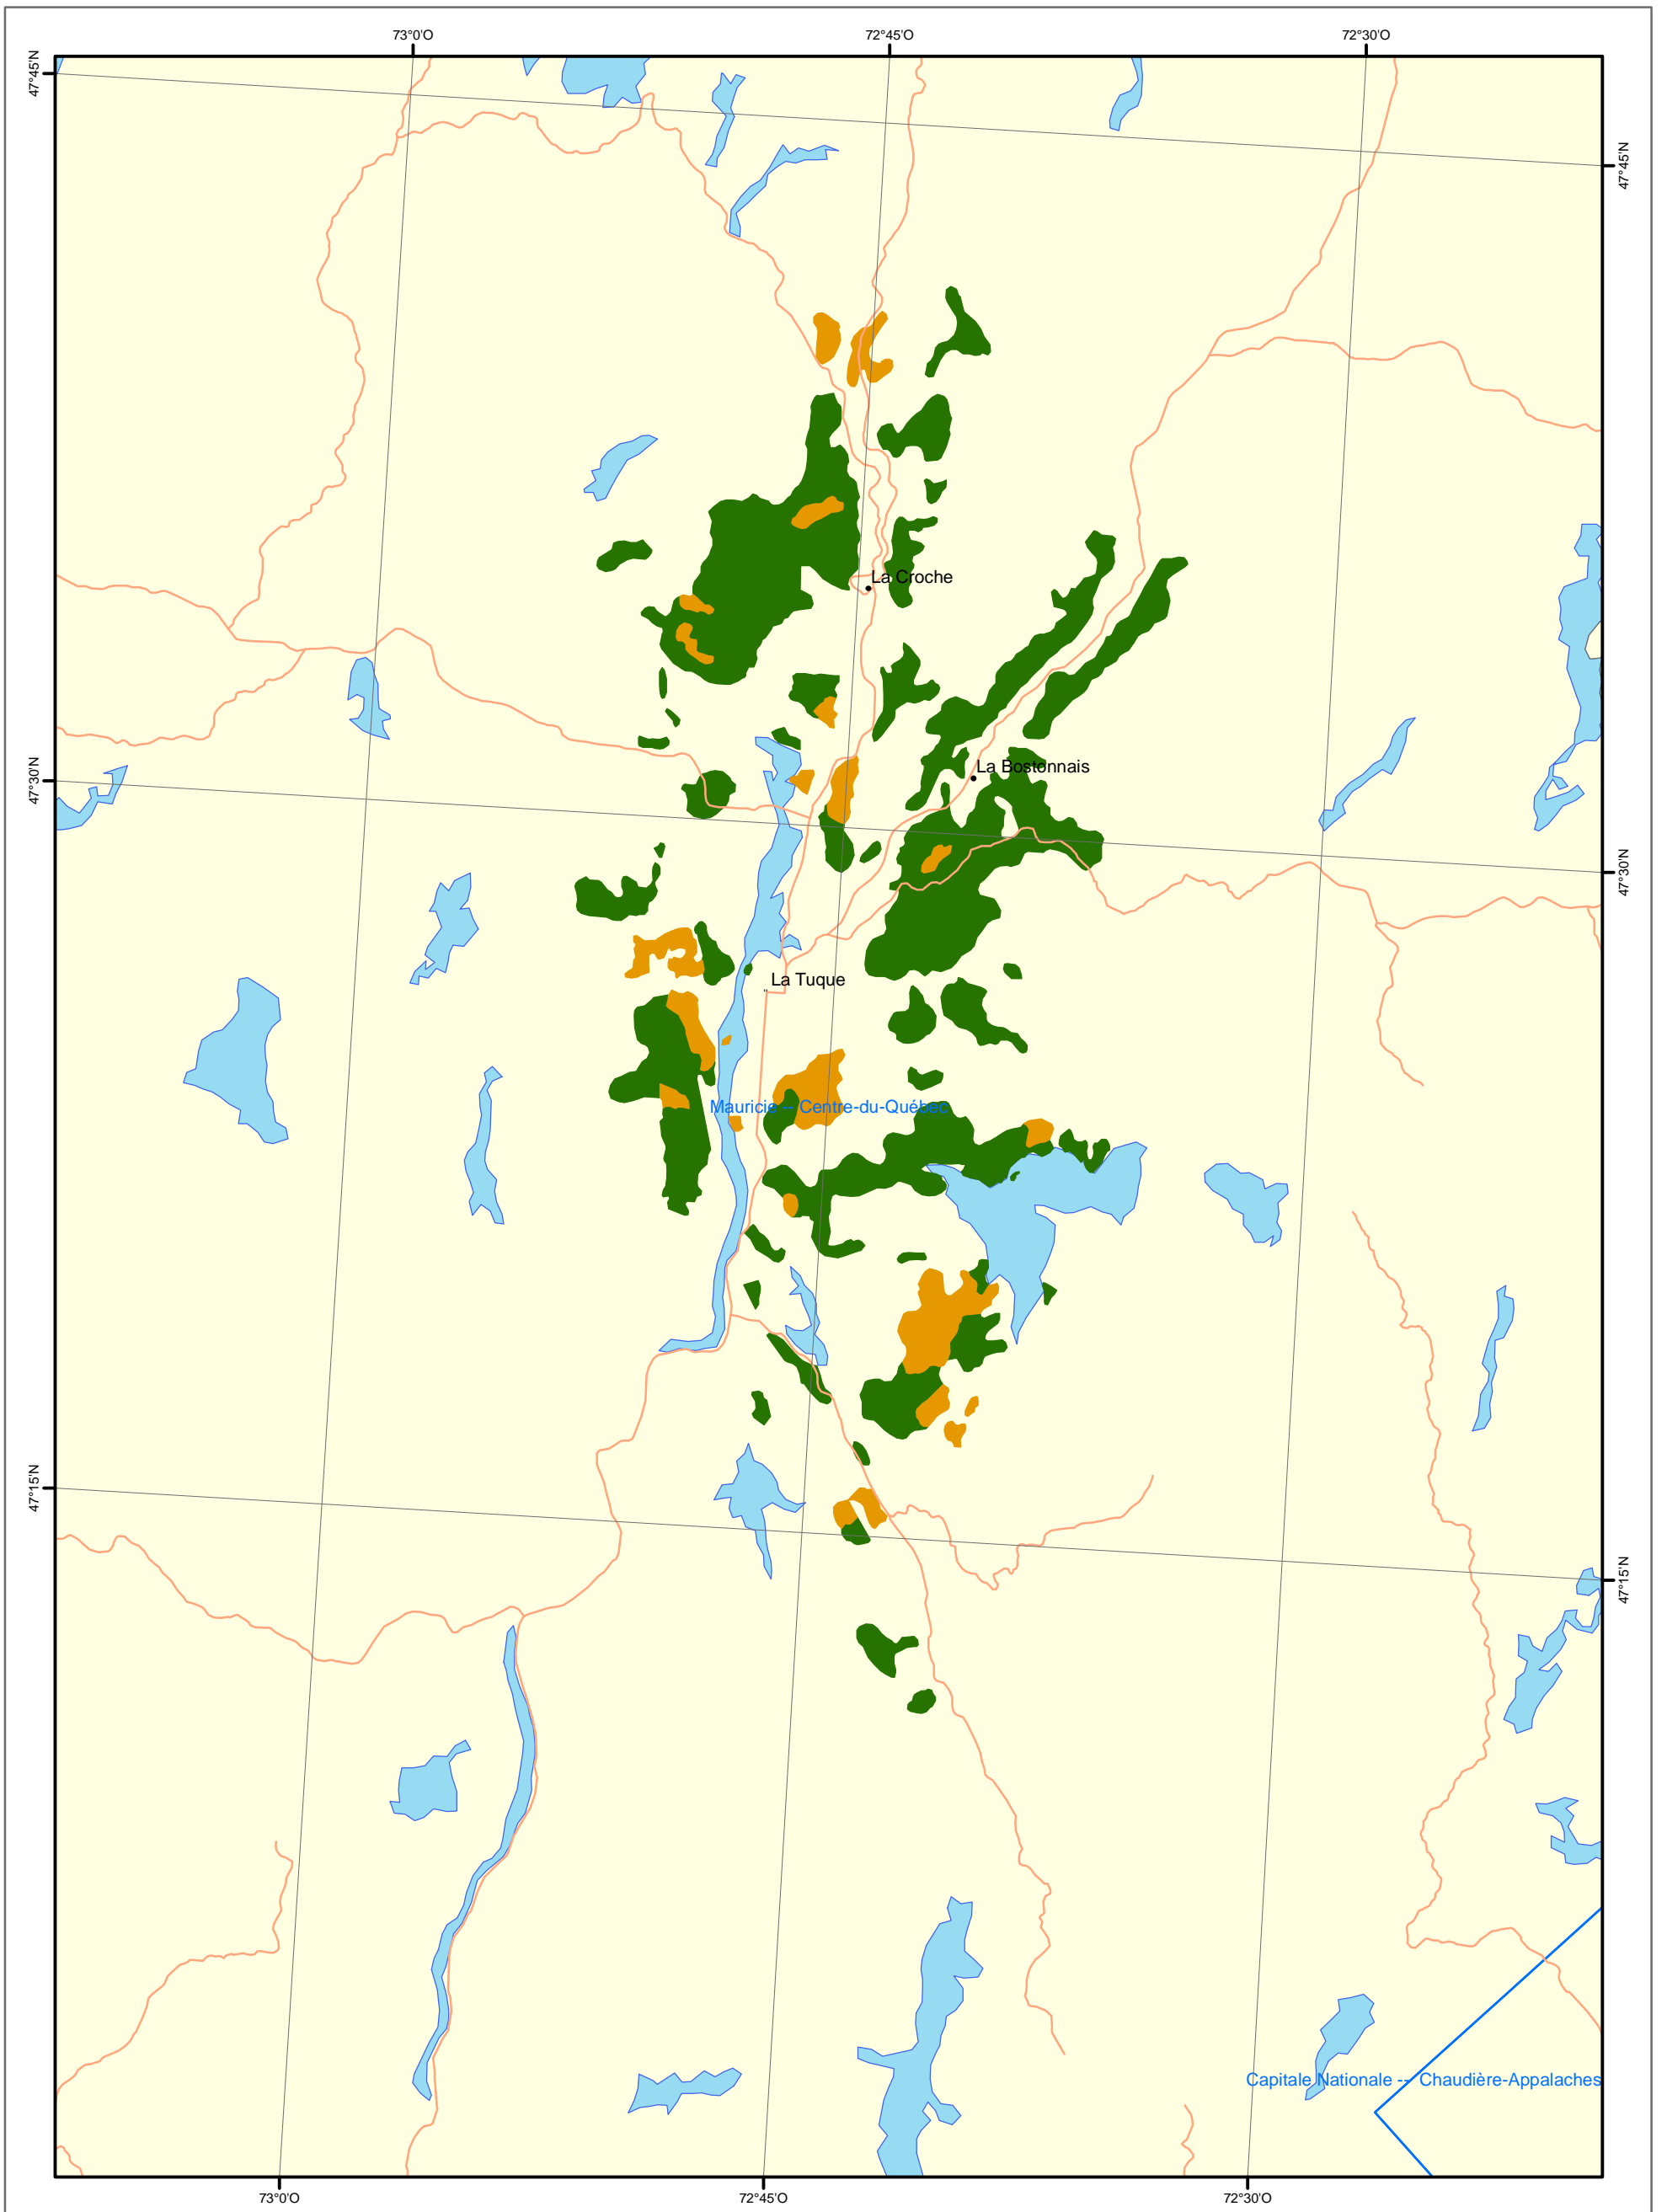 73°0'O
72°45'O
72°30'O
47°45'N
47°45'N
La Croche
La Bostonnais
47°30'N
47°30'N
La Tuque
Mauricie -- Centre-du-Québec
47°15'N
47°15'N
Capitale Nationale -- Chaudière-Appalaches
73°0'O
72°45'O
72°30'O